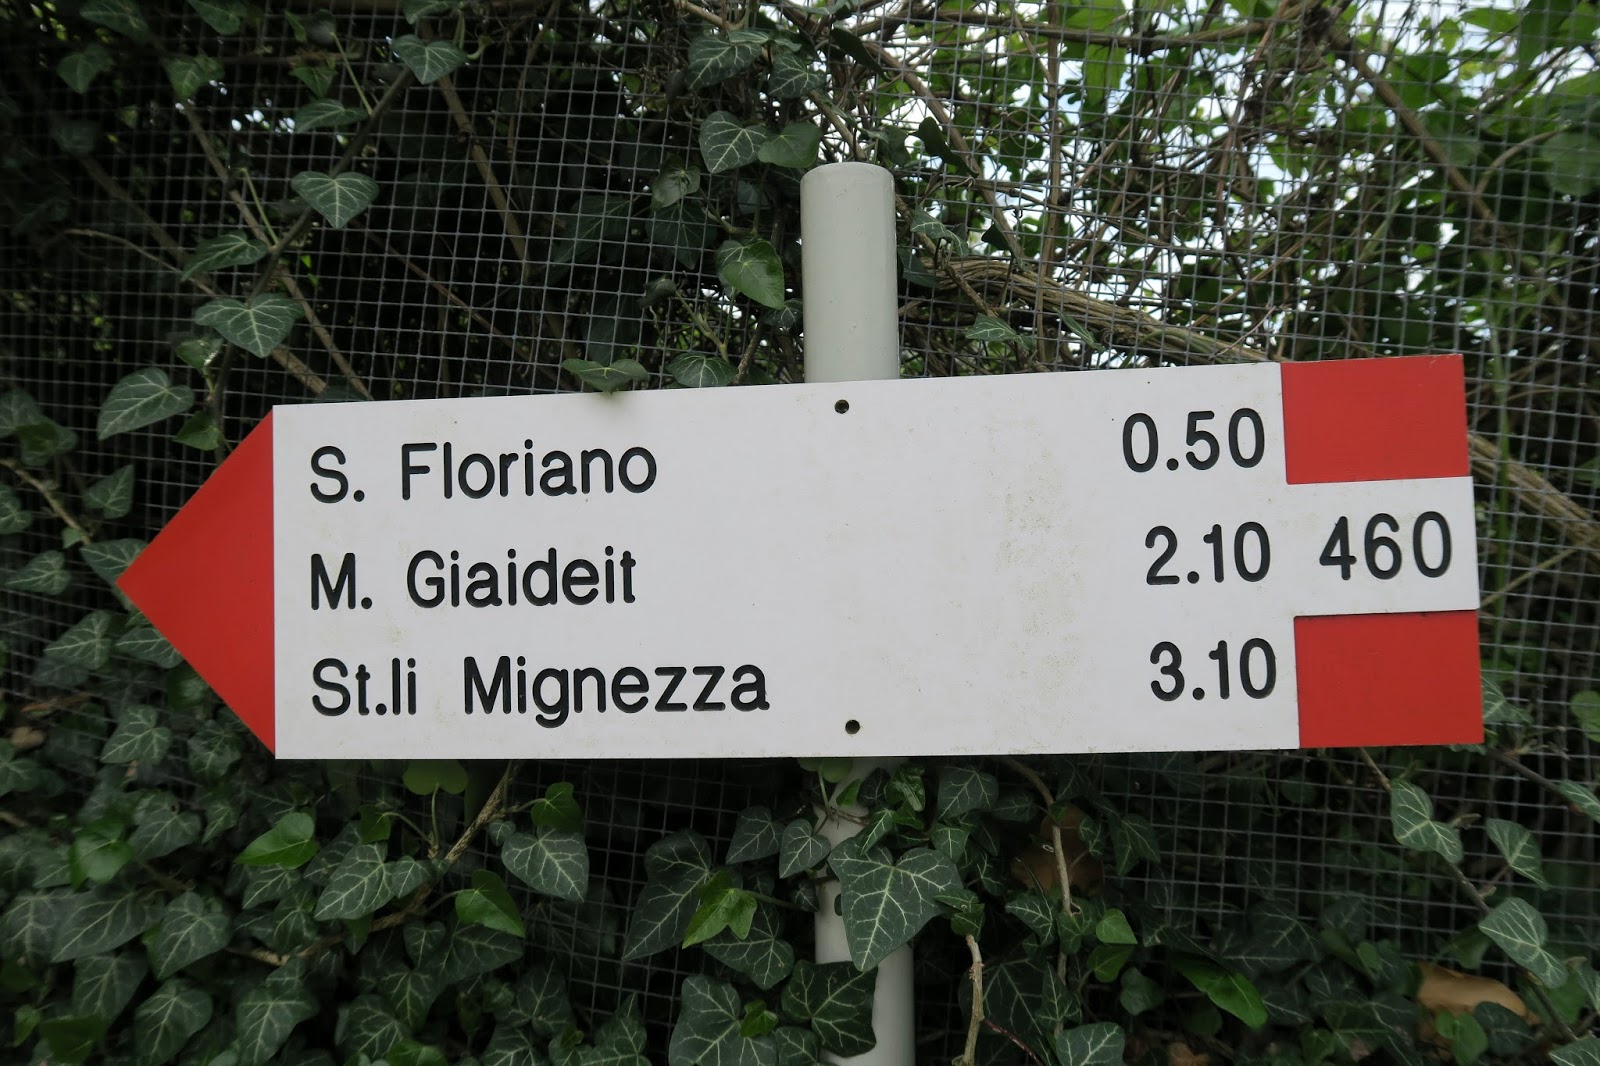 S. Floriano 0.50
M. Giaideit 2.10 460
St.li Mignezza 3.10